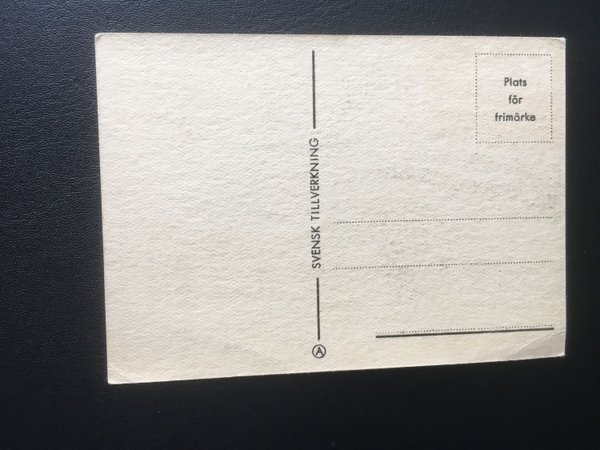 Plats
för
frimärke
SVENSK TILLVERKNING